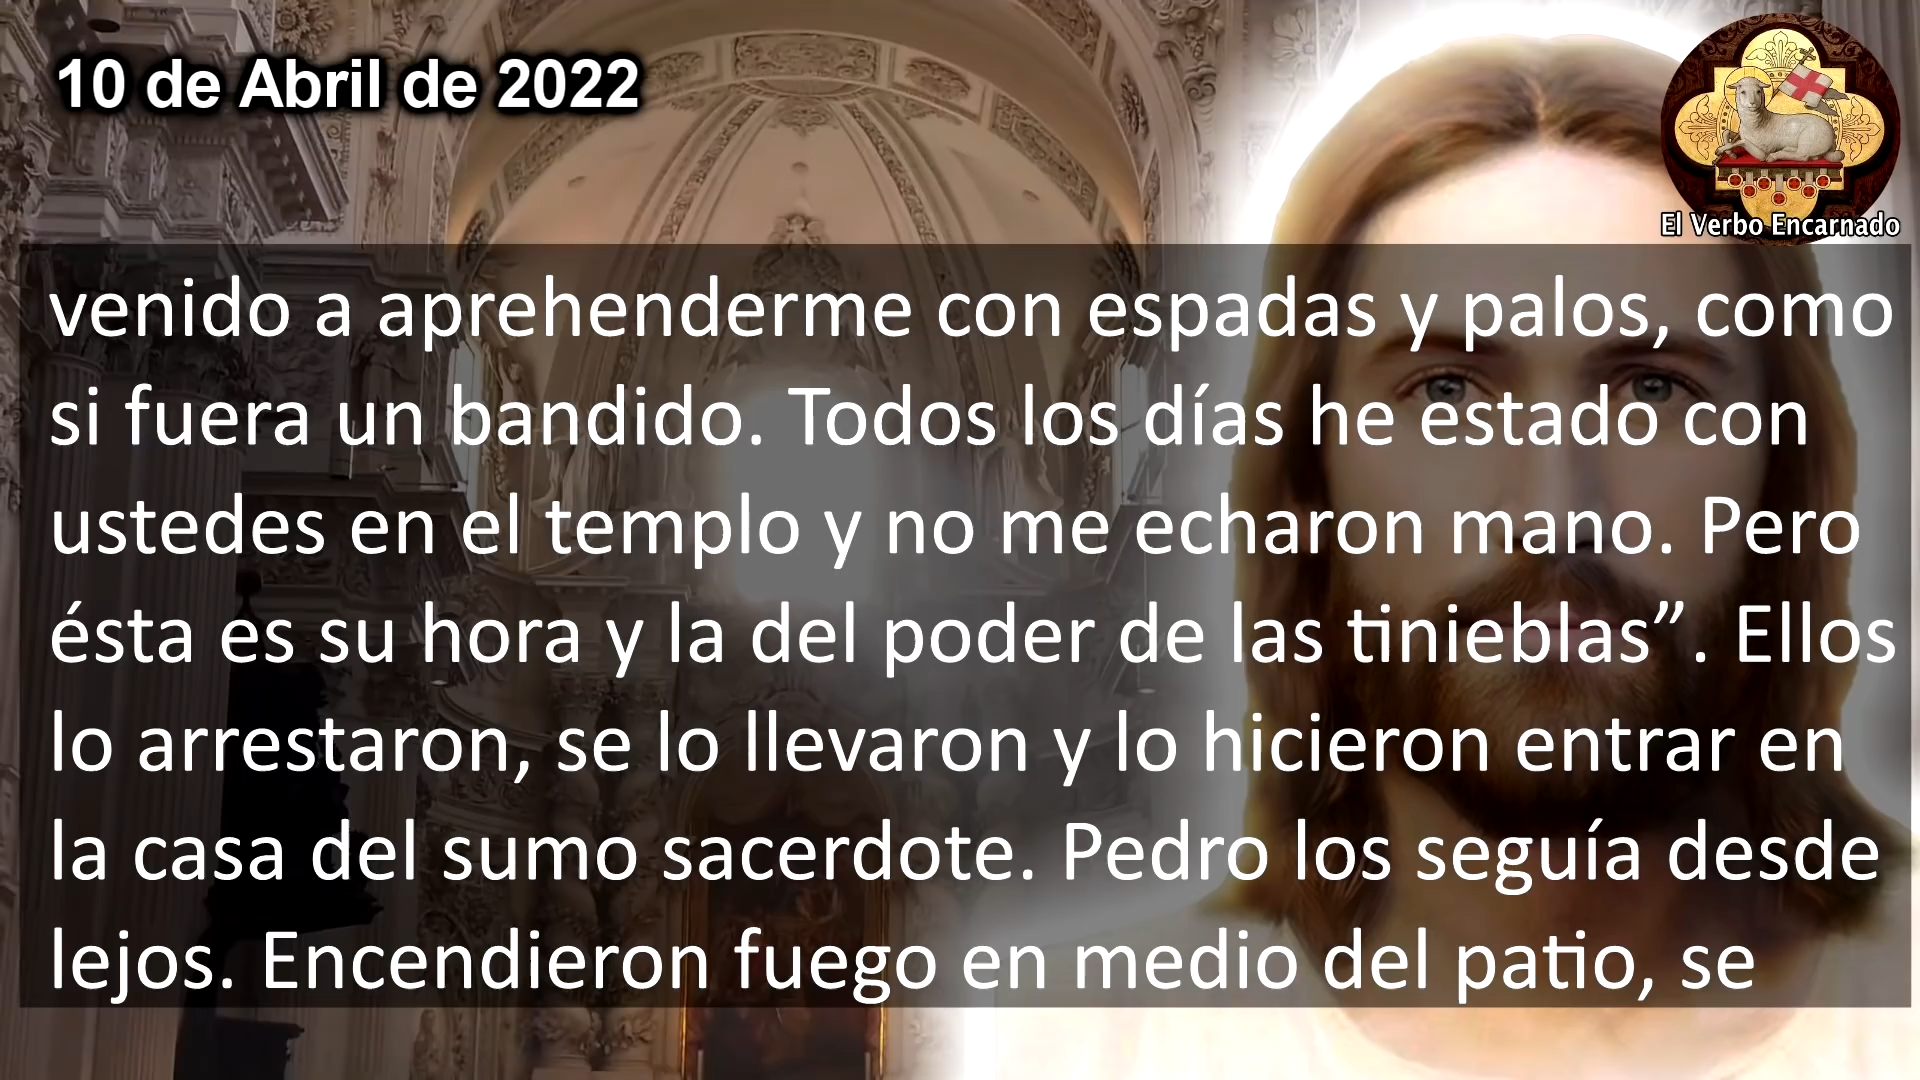 10 de Abril de 2022
El Verbo Encarnado
venido a aprehenderme con espadas y palos, como
si fuera un bandido. Todos los días he estado con
ustedes en el templo y no me echaron mano. Pero
ésta es su hora y la del poder de las tinieblas”. Ellos
lo arrestaron, se lo llevaron y lo hicieron entrar en
la casa del sumo sacerdote. Pedro los seguía desde
lejos. Encendieron fuego en medio del patio, se